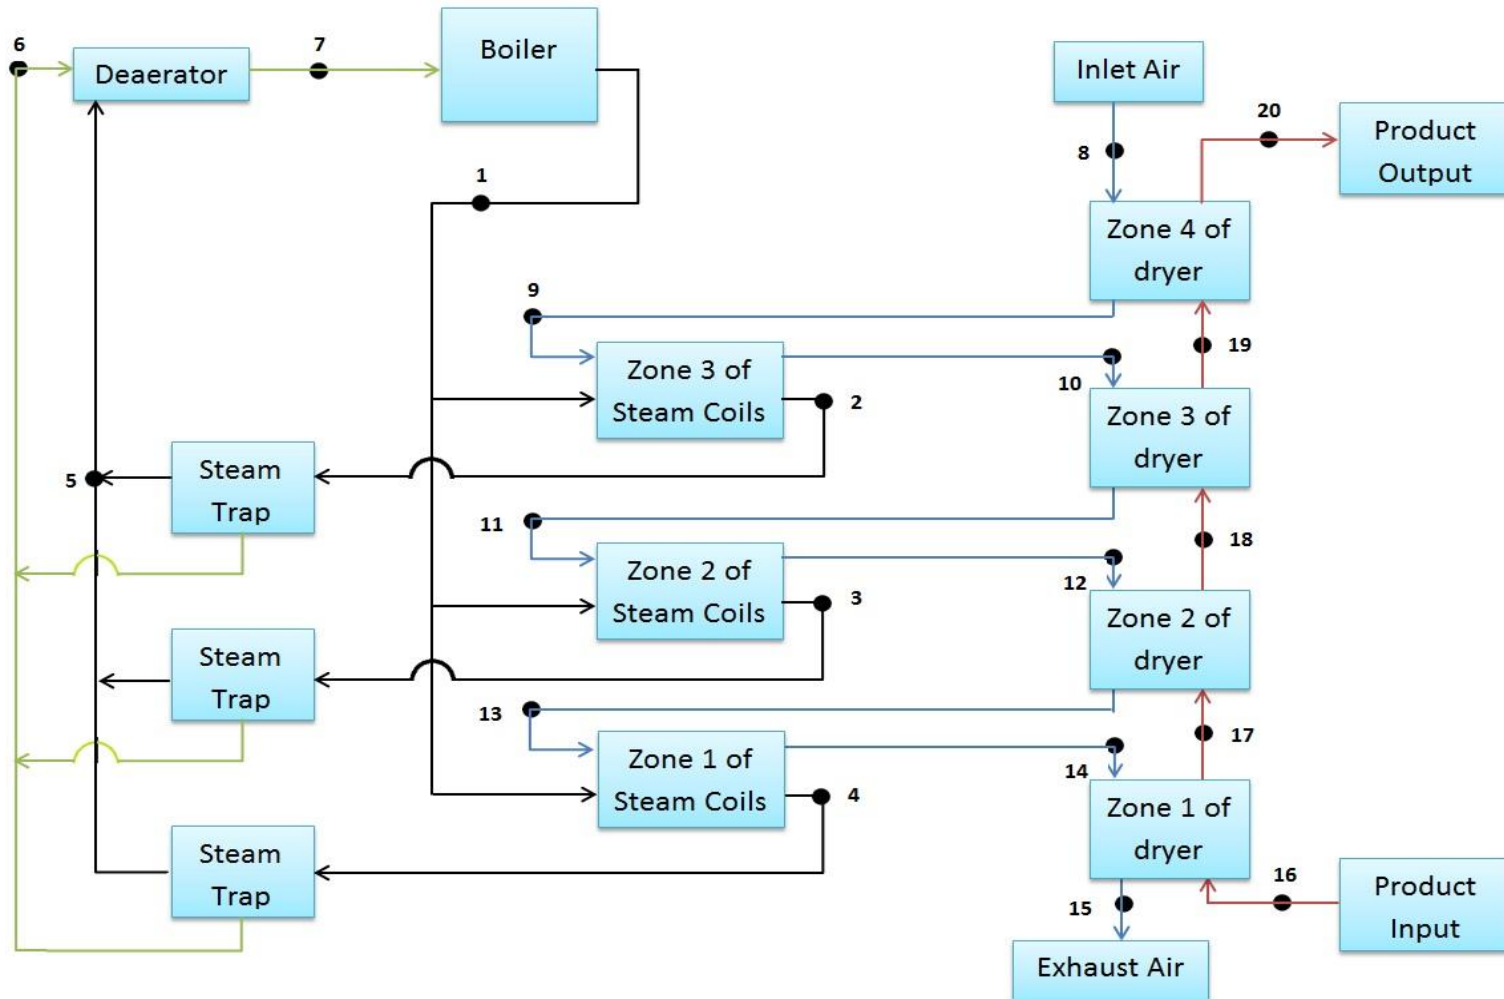 6
7
Deaerator
Boiler
Inlet Air
20
Product
Output
8
1
Zone 4 of
dryer
9
Zone 3 of
Steam Coils
2
10
19
Zone 3 of
dryer
5
Steam
Trap
11
18
Zone 2 of
Steam Coils
3
12
Zone 2 of
dryer
Steam
Trap
13
17
Zone 1 of
Steam Coils
4
14
Zone 1 of
dryer
Steam
Trap
15
16
Product
Input
Exhaust Air